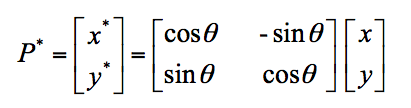 P* = [x* y*] = [cosθ -sinθ sinθ cosθ] [x y]